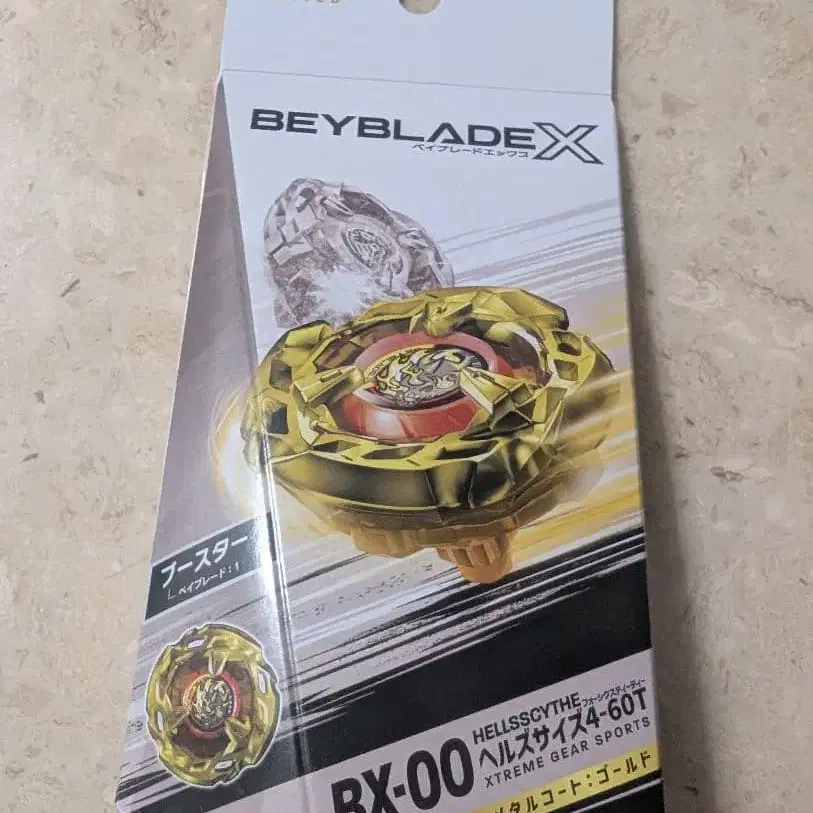 BEYBLADE X
ベイブレードエックス
ブースター
ベイブレード:1
BX-00
HELLSSCYTHE
フォーシックスティーティー
ヘルズサイズ4-60T
XTREME GEAR SPORTS
メタルコート:ゴールド